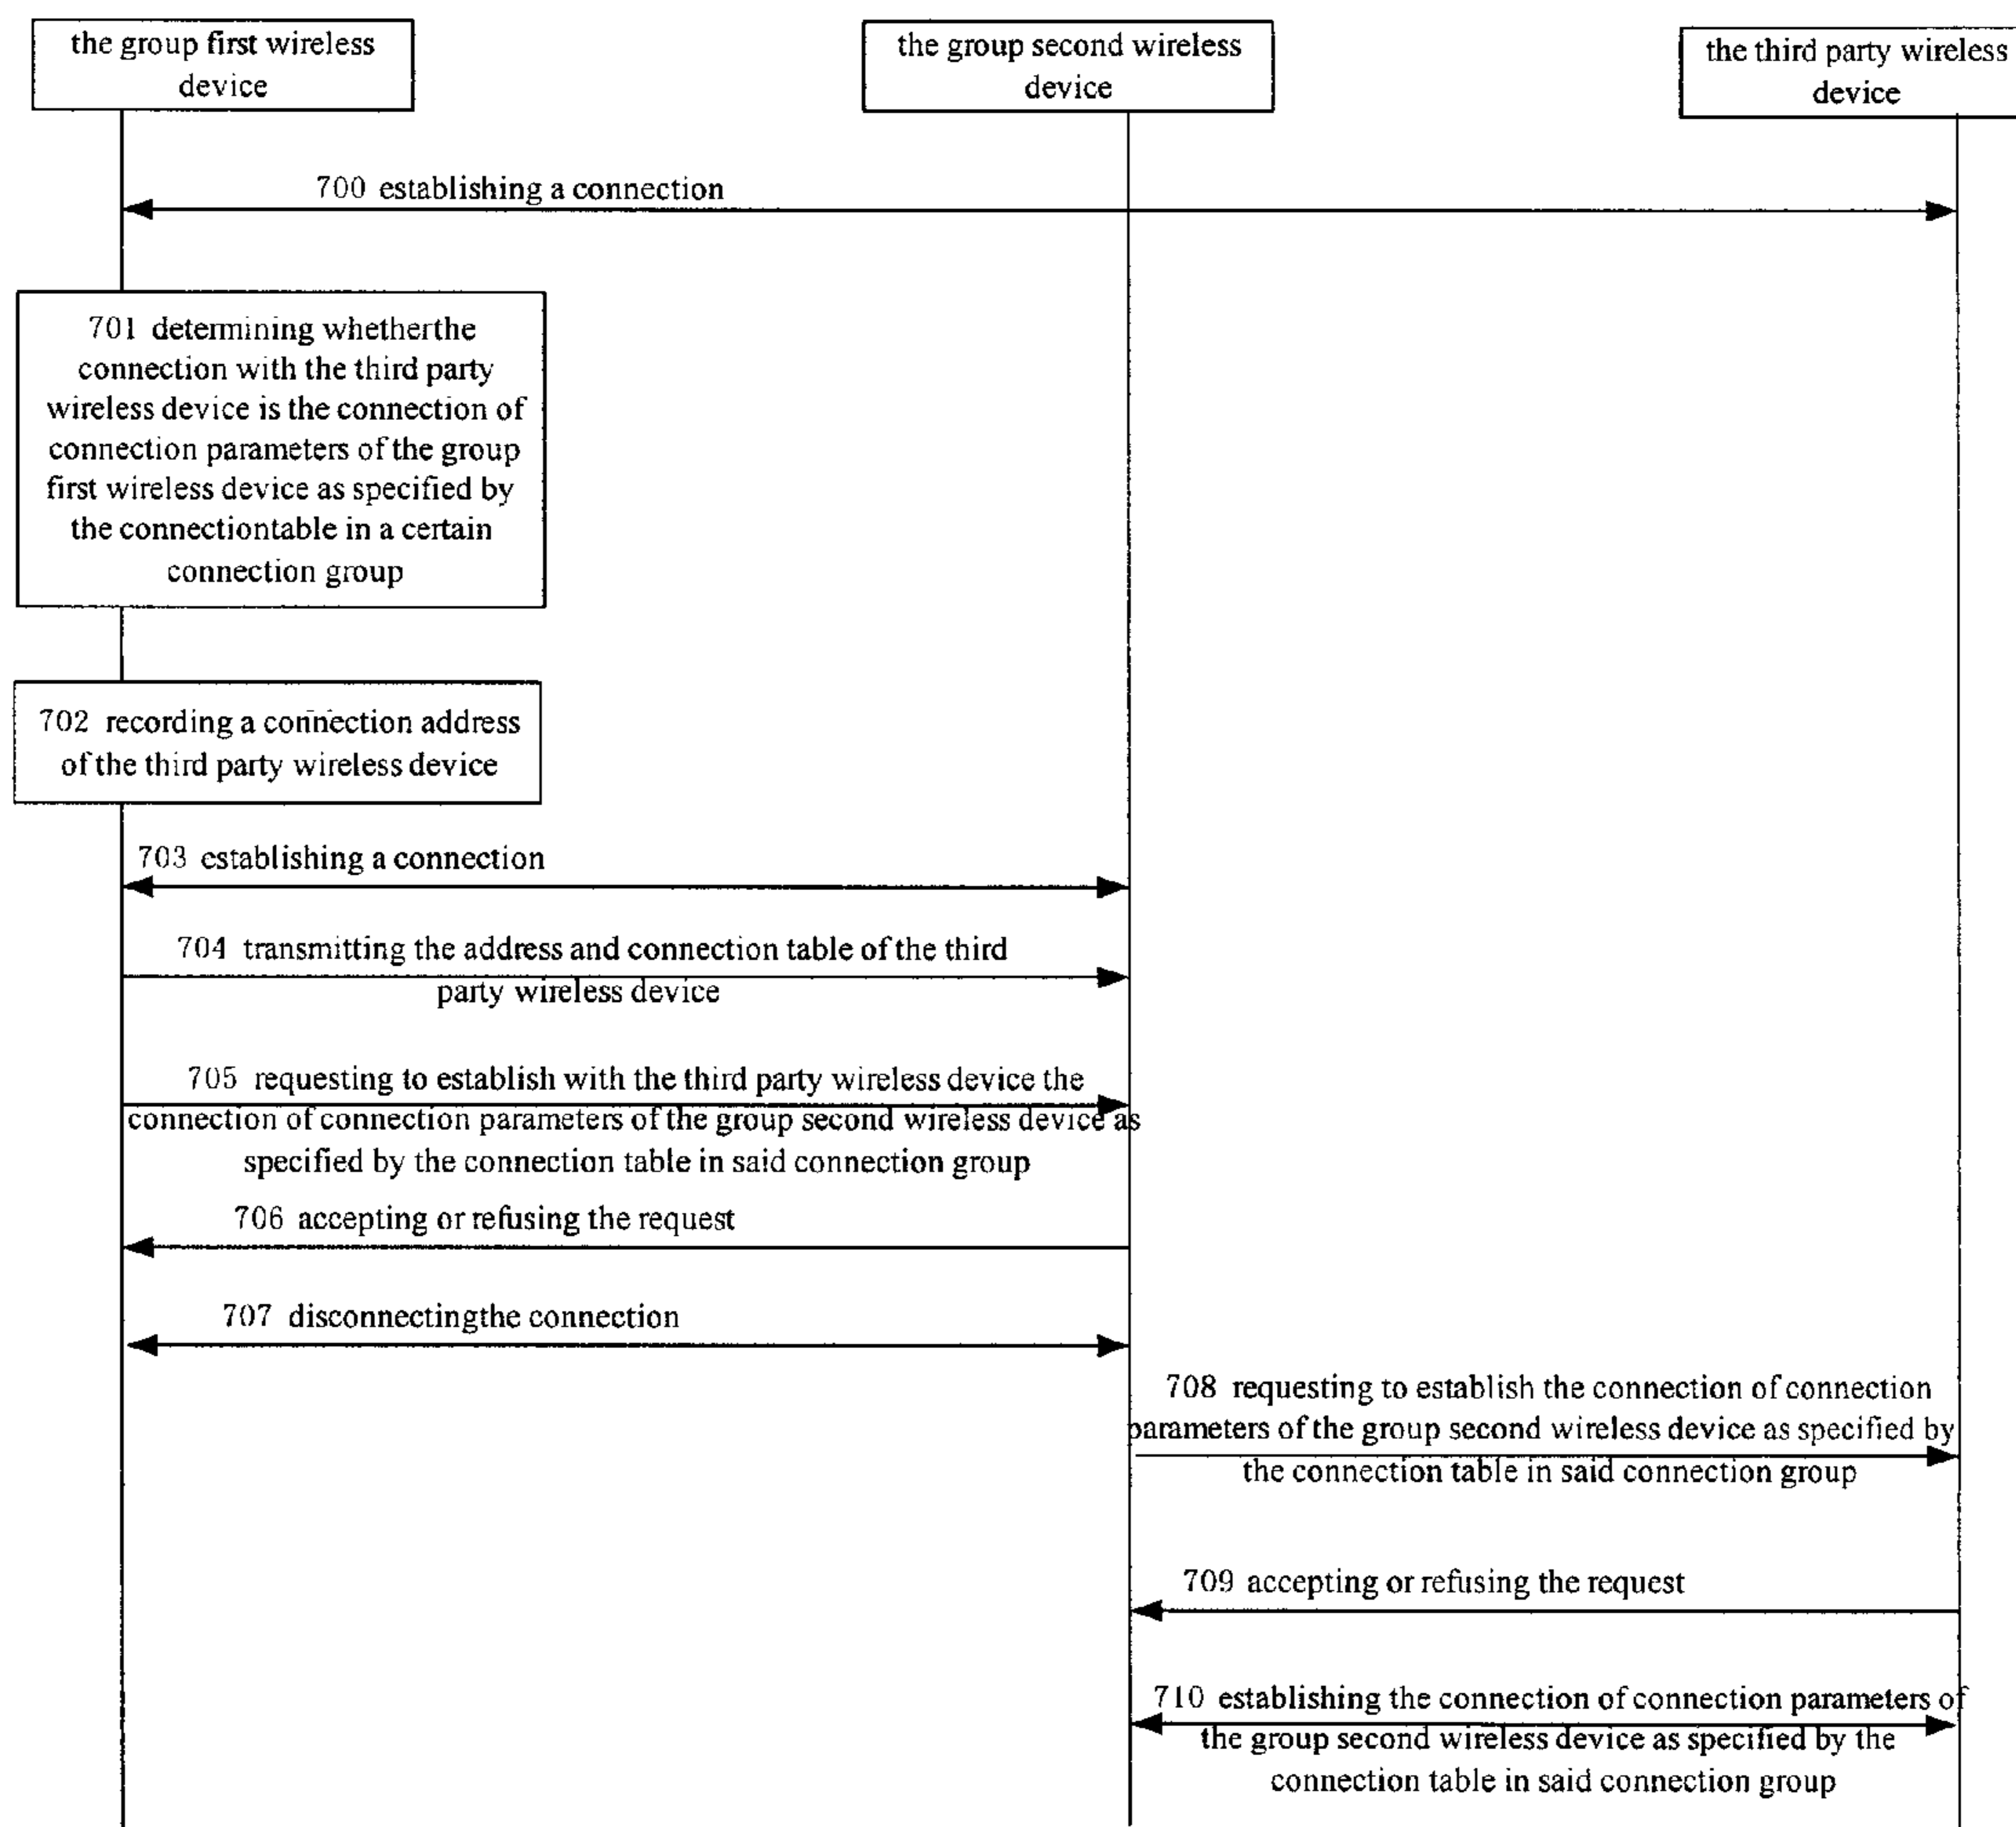 the group first wireless
device
the group second wireless
device
the third party wireless
device
700 establishing a connection
701 determining whetherthe
connection with the third party
wireless device is the connection of
connection parameters of the group
first wireless device as specified by
the connectiontable in a certain
connection group
702 recording a connection address
of the third party wireless device
703 establishing a connection
704 transmitting the address and connection table of the third
party wireless device
705 requesting to establish with the third party wireless device the
connection of connection parameters of the group second wireless device as
specified by the connection table in said connection group
706 accepting or refusing the request
707 disconnectingthe connection
708 requesting to establish the connection of connection
parameters of the group second wireless device as specified by
the connection table in said connection group
709 accepting or refusing the request
710 establishing the connection of connection parameters of
the group second wireless device as specified by the
connection table in said connection group